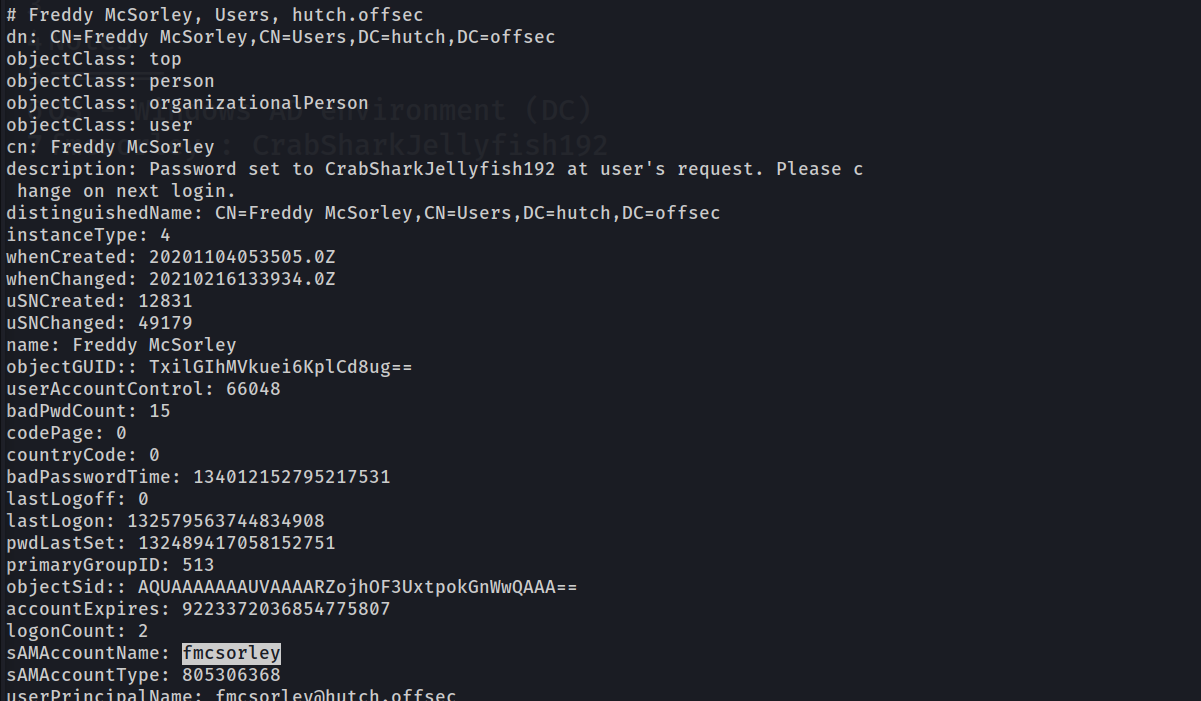 # Freddy McSorley, Users, hutch.offsec
dn: CN=Freddy McSorley,CN=Users,DC=hutch,DC=offsec
objectClass: top
objectClass: person
objectClass: organizationalPerson
objectClass: user
cn: Freddy McSorley
description: Password set to CrabSharkJellyfish192 at user's request. Please c
 hange on next login.
distinguishedName: CN=Freddy McSorley,CN=Users,DC=hutch,DC=offsec
instanceType: 4
whenCreated: 20201104053505.0Z
whenChanged: 20210216133934.0Z
uSNCreated: 12831
uSNChanged: 49179
name: Freddy McSorley
objectGUID:: TxilGIhMVkuei6KplCd8ug==
userAccountControl: 66048
badPwdCount: 15
codePage: 0
countryCode: 0
badPasswordTime: 134012152795217531
lastLogoff: 0
lastLogon: 132579563744834908
pwdLastSet: 132489417058152751
primaryGroupID: 513
objectSid:: AQUAAAAAAAUVAAAARZojhOF3UxtpokGnWwQAAA==
accountExpires: 9223372036854775807
logonCount: 2
sAMAccountName: fmcsorley
sAMAccountType: 805306368
userPrincipalName: fmcsorley@hutch.offsec